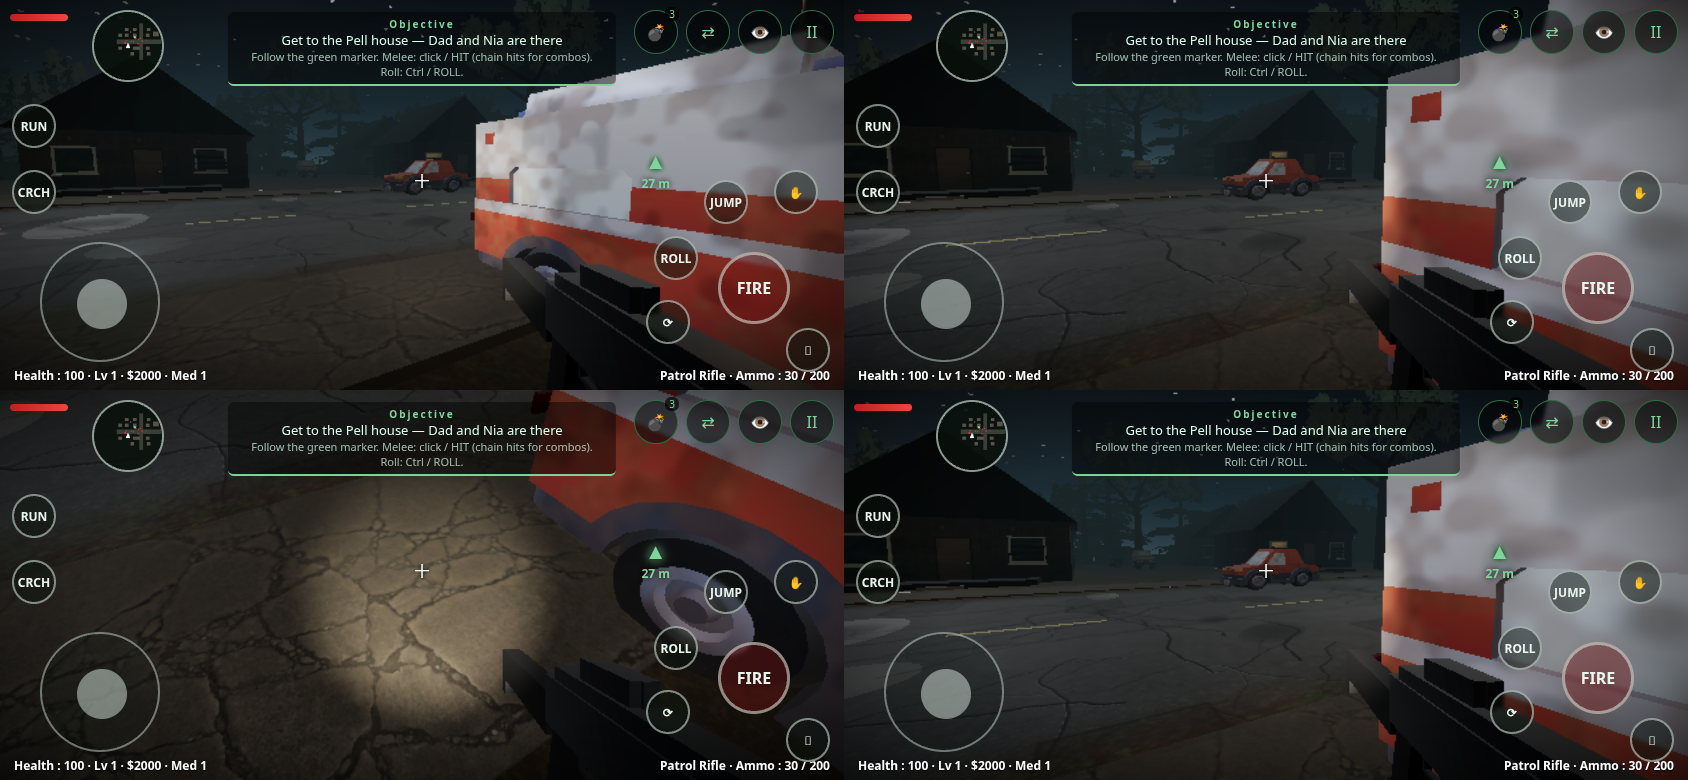 3
Objective
Get to the Pell house — Dad and Nia are there
Follow the green marker. Melee: click / HIT (chain hits for combos).
Roll: Ctrl / ROLL.
II
RUN
27 m
CRCH
JUMP
ROLL
FIRE
Health : 100 · Lv 1 · $2000 · Med 1
Patrol Rifle · Ammo : 30 / 200
3
Objective
Get to the Pell house — Dad and Nia are there
Follow the green marker. Melee: click / HIT (chain hits for combos).
Roll: Ctrl / ROLL.
II
RUN
27 m
CRCH
JUMP
ROLL
FIRE
Health : 100 · Lv 1 · $2000 · Med 1
Patrol Rifle · Ammo : 30 / 200
3
Objective
Get to the Pell house — Dad and Nia are there
Follow the green marker. Melee: click / HIT (chain hits for combos).
Roll: Ctrl / ROLL.
II
RUN
27 m
CRCH
JUMP
ROLL
FIRE
Health : 100 · Lv 1 · $2000 · Med 1
Patrol Rifle · Ammo : 30 / 200
3
Objective
Get to the Pell house — Dad and Nia are there
Follow the green marker. Melee: click / HIT (chain hits for combos).
Roll: Ctrl / ROLL.
II
RUN
27 m
CRCH
JUMP
ROLL
FIRE
Health : 100 · Lv 1 · $2000 · Med 1
Patrol Rifle · Ammo : 30 / 200